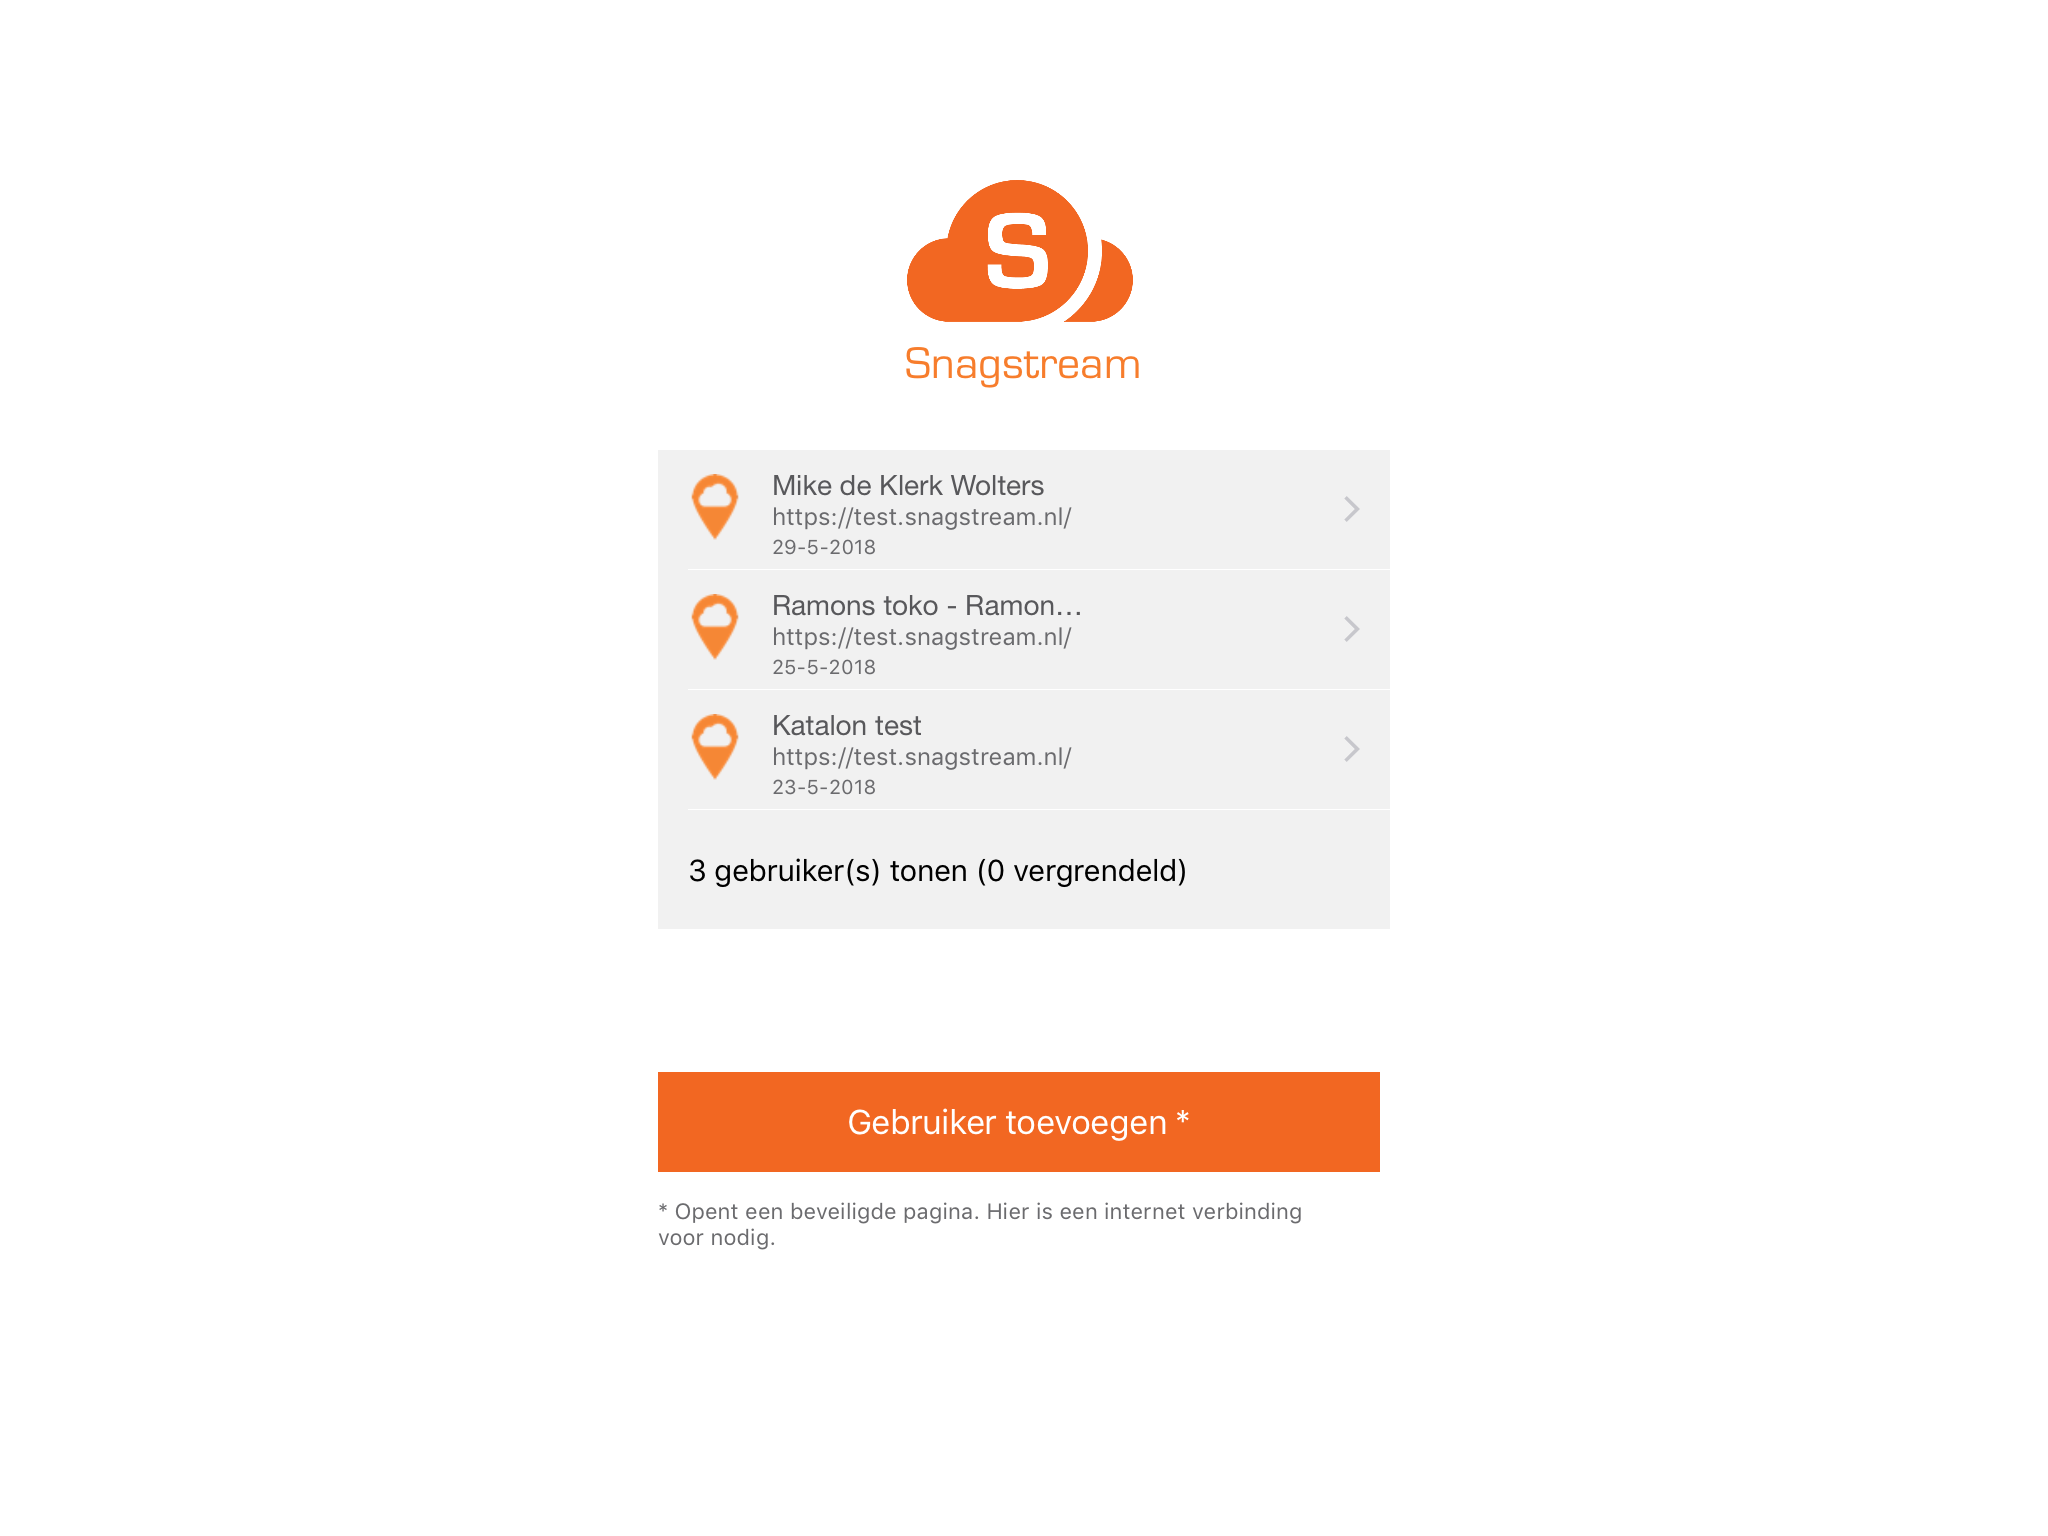 S
Snagstream
Mike de Klerk Wolters
https://test.snagstream.nl/
29-5-2018
Ramons toko - Ramon...
https://test.snagstream.nl/
25-5-2018
Katalon test
https://test.snagstream.nl/
23-5-2018
3 gebruiker(s) tonen (0 vergrendeld)
Gebruiker toevoegen *
* Opent een beveiligde pagina. Hier is een internet verbinding
voor nodig.